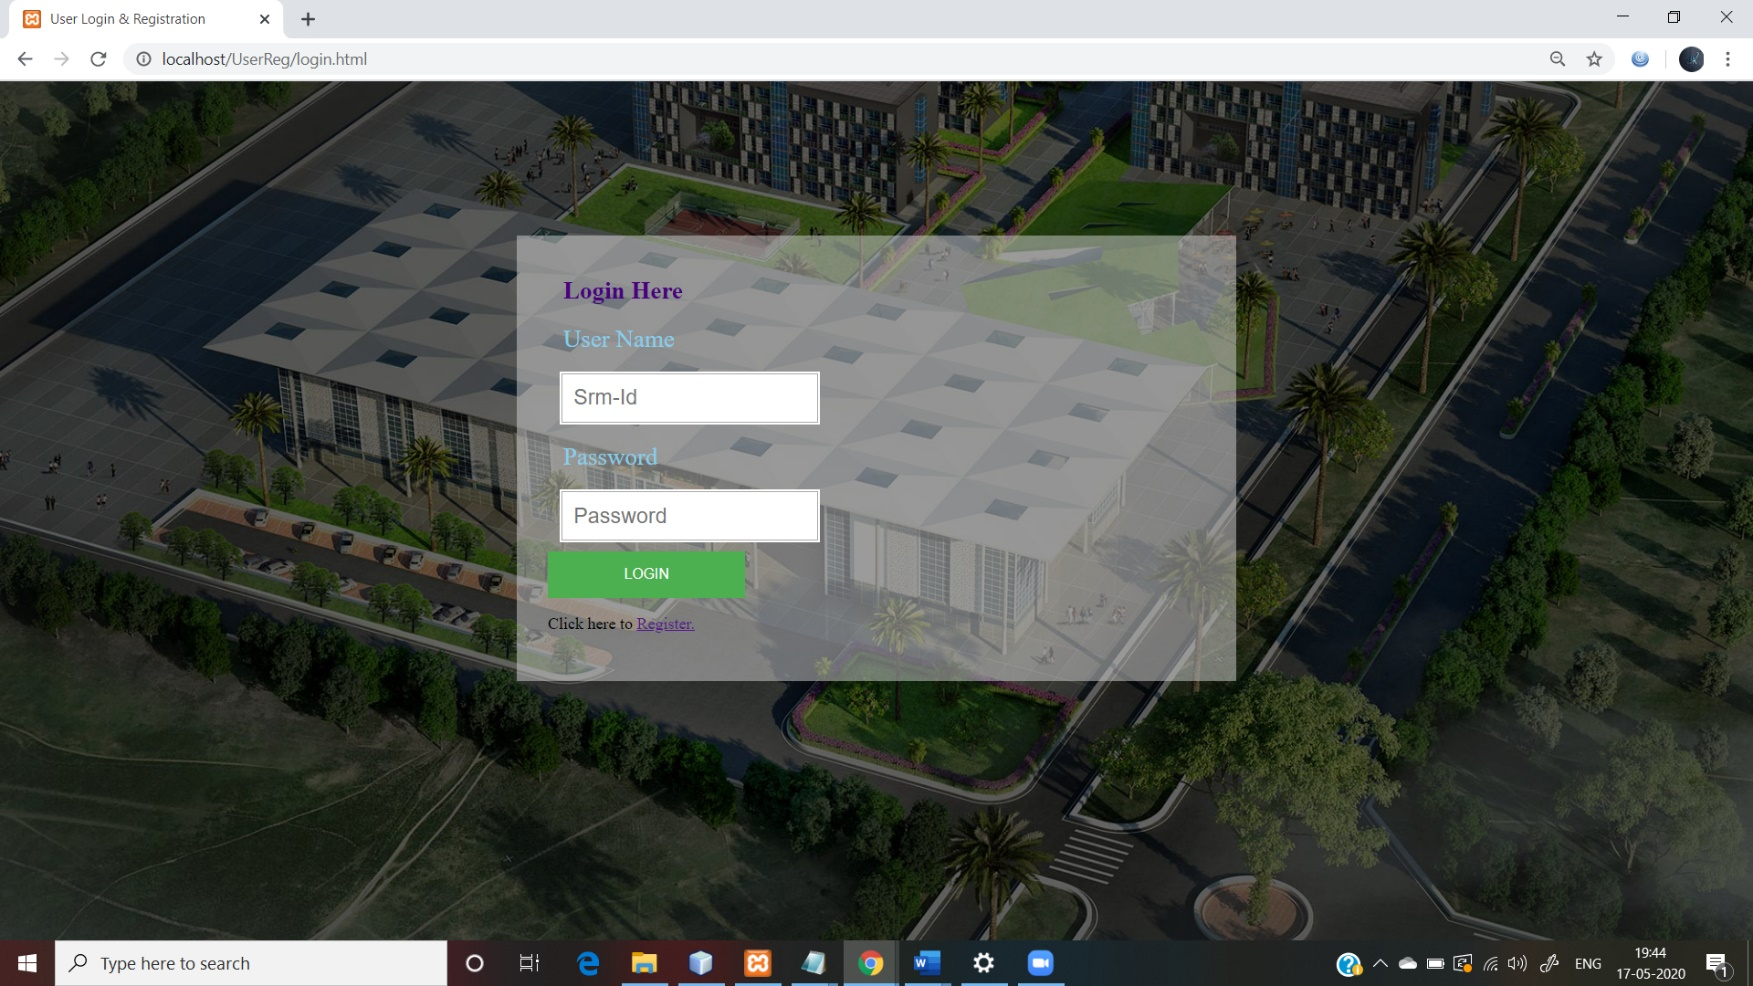 User Login & Registration
localhost/UserReg/login.html
Login Here
User Name
Srm-Id
Password
Password
LOGIN
Click here to Register.
Type here to search
ENG
19:44
17-05-2020
1